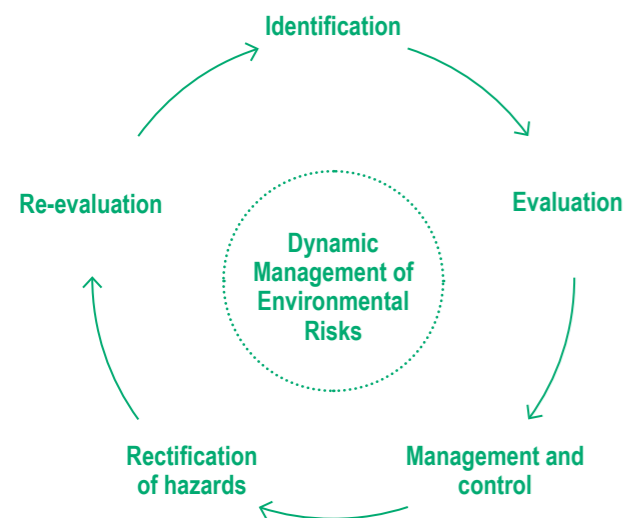 Identification
Evaluation
Management and
control
Rectification
of hazards
Re-evaluation
Dynamic
Management of
Environmental
Risks